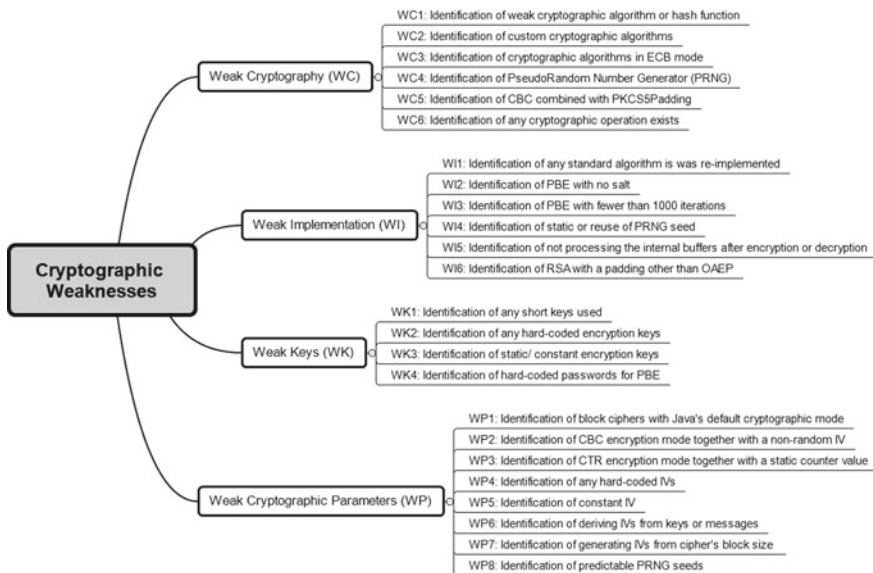 Cryptographic
Weaknesses
Weak Cryptography (WC)
WC1: Identification of weak cryptographic algorithm or hash function
WC2: Identification of custom cryptographic algorithms
WC3: Identification of cryptographic algorithms in ECB mode
WC4: Identification of PseudoRandom Number Generator (PRNG)
WC5: Identification of CBC combined with PKCS5Padding
WC6: Identification of any cryptographic operation exists
Weak Implementation (WI)
WI1: Identification of any standard algorithm is was re-implemented
WI2: Identification of PBE with no salt
WI3: Identification of PBE with fewer than 1000 iterations
WI4: Identification of static or reuse of PRNG seed
WI5: Identification of not processing the internal buffers after encryption or decryption
WI6: Identification of RSA with a padding other than OAEP
Weak Keys (WK)
WK1: Identification of any short keys used
WK2: Identification of any hard-coded encryption keys
WK3: Identification of static/ constant encryption keys
WK4: Identification of hard-coded passwords for PBE
Weak Cryptographic Parameters (WP)
WP1: Identification of block ciphers with Java's default cryptographic mode
WP2: Identification of CBC encryption mode together with a non-random IV
WP3: Identification of CTR encryption mode together with a static counter value
WP4: Identification of any hard-coded IVs
WP5: Identification of constant IV
WP6: Identification of deriving IVs from keys or messages
WP7: Identification of generating IVs from cipher's block size
WP8: Identification of predictable PRNG seeds